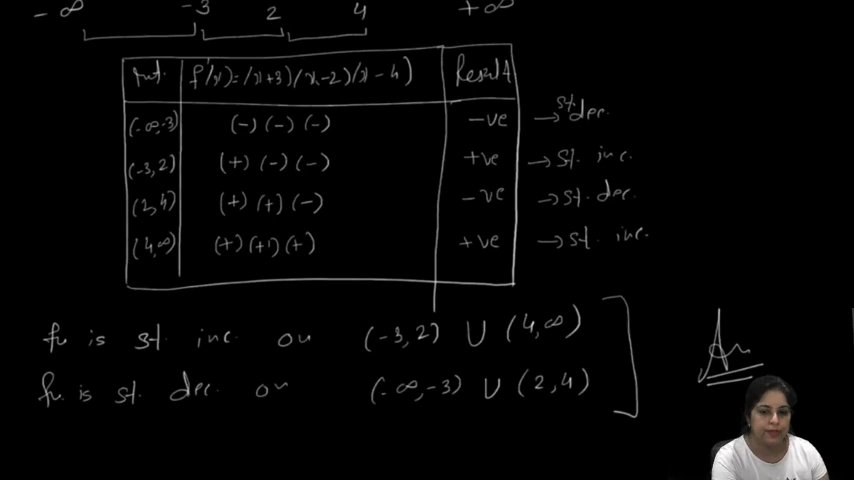 - ∞ -3 2 4 + ∞
Int. f'(x)=(x+3)(x-2)(x-4) Result
(-∞,-3) (-) (-) (-) -ve → st. dec.
(-3,2) (+) (-) (-) +ve → st. inc.
(2,4) (+) (+) (-) -ve → st. dec.
(4,∞) (+) (+) (+) +ve → st. inc.
fn is st. inc. on (-3,2) ∪ (4,∞)
fn. is st. dec. on (-∞,-3) ∪ (2,4)
An